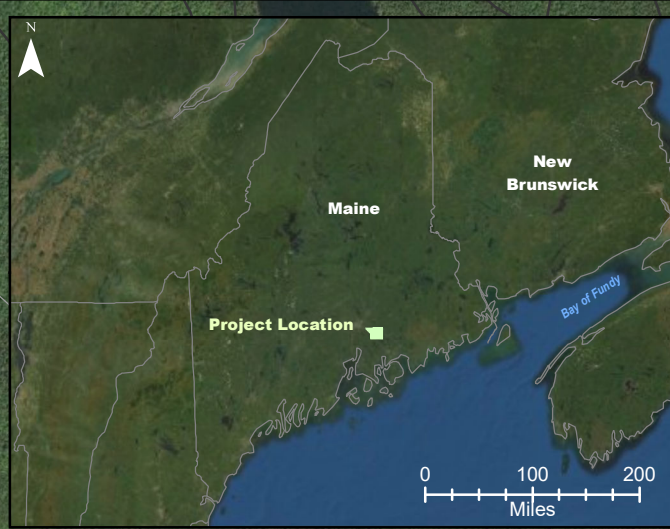 N
New
Brunswick
Maine
Bay of Fundy
Project Location
0 100 200
Miles